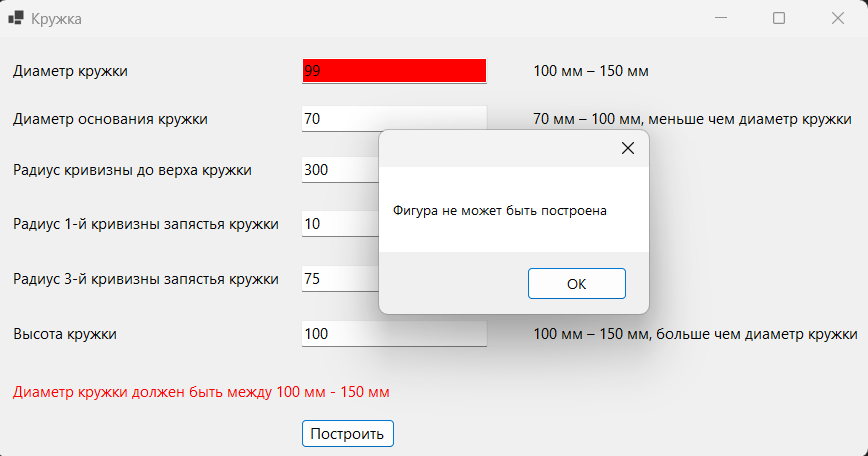 Кружка
Диаметр кружки 99 100 мм – 150 мм
Диаметр основания кружки 70 70 мм – 100 мм, меньше чем диаметр кружки
Радиус кривизны до верха кружки 300
Фигура не может быть построена
Радиус 1-й кривизны запястья кружки 10
Радиус 3-й кривизны запястья кружки 75
ОК
Высота кружки 100 100 мм – 150 мм, больше чем диаметр кружки
Диаметр кружки должен быть между 100 мм - 150 мм
Построить